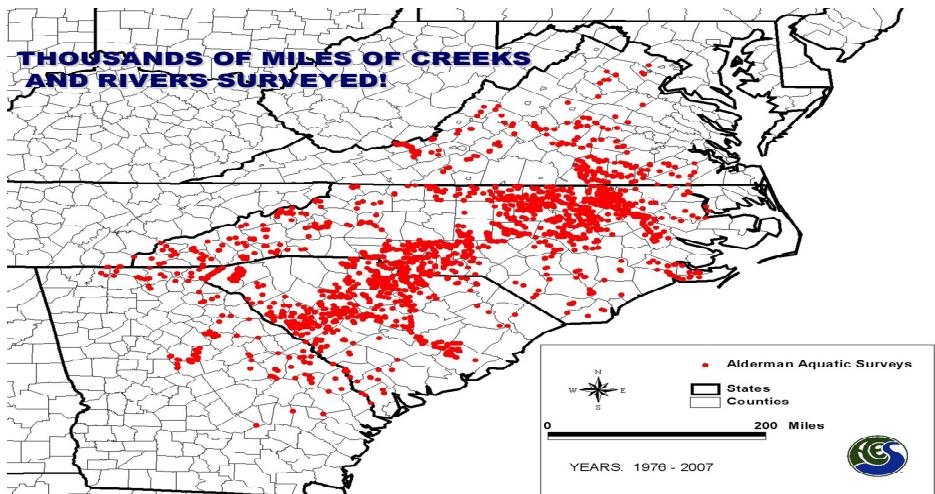 THOUSANDS OF MILES OF CREEKS
AND RIVERS SURVEYED!
N
W E
S
Alderman Aquatic Surveys
States
Counties
0 200 Miles
YEARS. 1976 - 2007